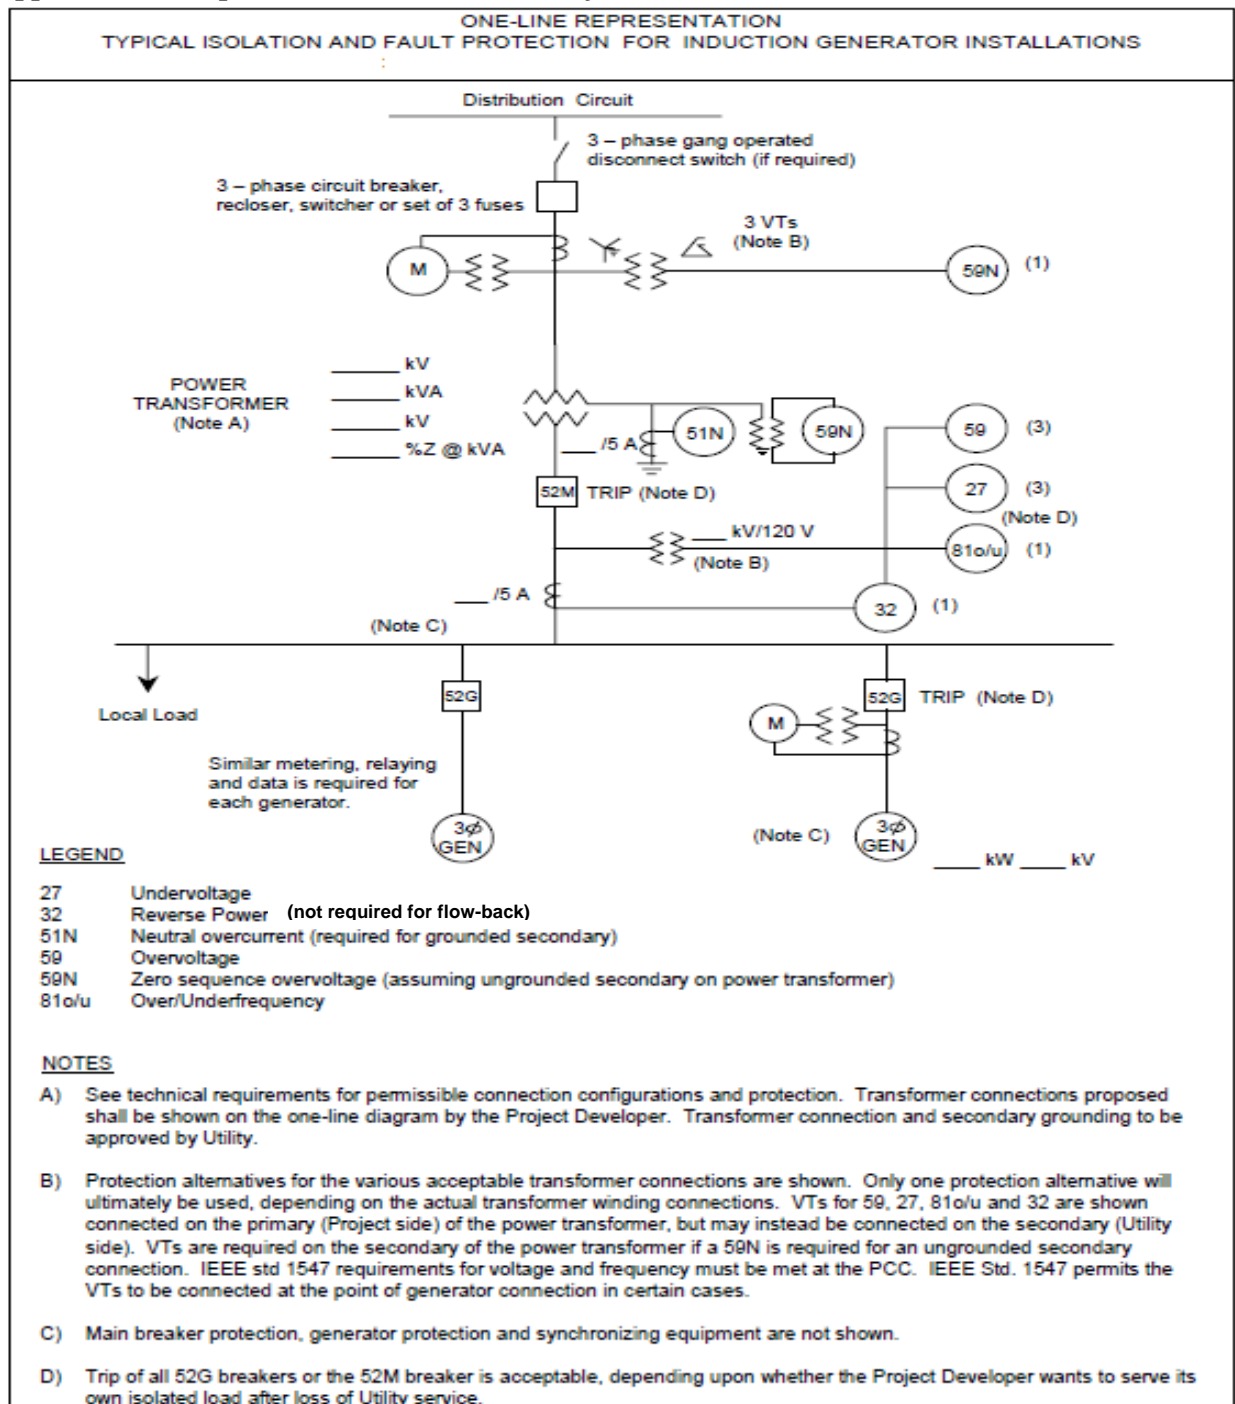 ONE-LINE REPRESENTATION
TYPICAL ISOLATION AND FAULT PROTECTION FOR INDUCTION GENERATOR INSTALLATIONS
Distribution Circuit
3 – phase gang operated
disconnect switch (if required)
3 – phase circuit breaker,
recloser, switcher or set of 3 fuses
3 VTs
(Note B)
M
59N (1)
POWER
TRANSFORMER
(Note A)
____ kV
____ kVA
____ kV
____ %Z @ kVA
___ /5 A
51N
59N
59 (3)
27 (3)
(Note D)
81o/u (1)
52M TRIP (Note D)
___ kV/120 V
(Note B)
___ /5 A
32 (1)
(Note C)
Local Load
52G
52G TRIP (Note D)
M
Similar metering, relaying
and data is required for
each generator.
3ϕ
GEN
(Note C)
3ϕ
GEN
____ kW ____ kV
LEGEND
27 Undervoltage
32 Reverse Power (not required for flow-back)
51N Neutral overcurrent (required for grounded secondary)
59 Overvoltage
59N Zero sequence overvoltage (assuming ungrounded secondary on power transformer)
81o/u Over/Underfrequency
NOTES
A) See technical requirements for permissible connection configurations and protection. Transformer connections proposed
shall be shown on the one-line diagram by the Project Developer. Transformer connection and secondary grounding to be
approved by Utility.
B) Protection alternatives for the various acceptable transformer connections are shown. Only one protection alternative will
ultimately be used, depending on the actual transformer winding connections. VTs for 59, 27, 81o/u and 32 are shown
connected on the primary (Project side) of the power transformer, but may instead be connected on the secondary (Utility
side). VTs are required on the secondary of the power transformer if a 59N is required for an ungrounded secondary
connection. IEEE std 1547 requirements for voltage and frequency must be met at the PCC. IEEE Std. 1547 permits the
VTs to be connected at the point of generator connection in certain cases.
C) Main breaker protection, generator protection and synchronizing equipment are not shown.
D) Trip of all 52G breakers or the 52M breaker is acceptable, depending upon whether the Project Developer wants to serve its
own isolated load after loss of Utility service.